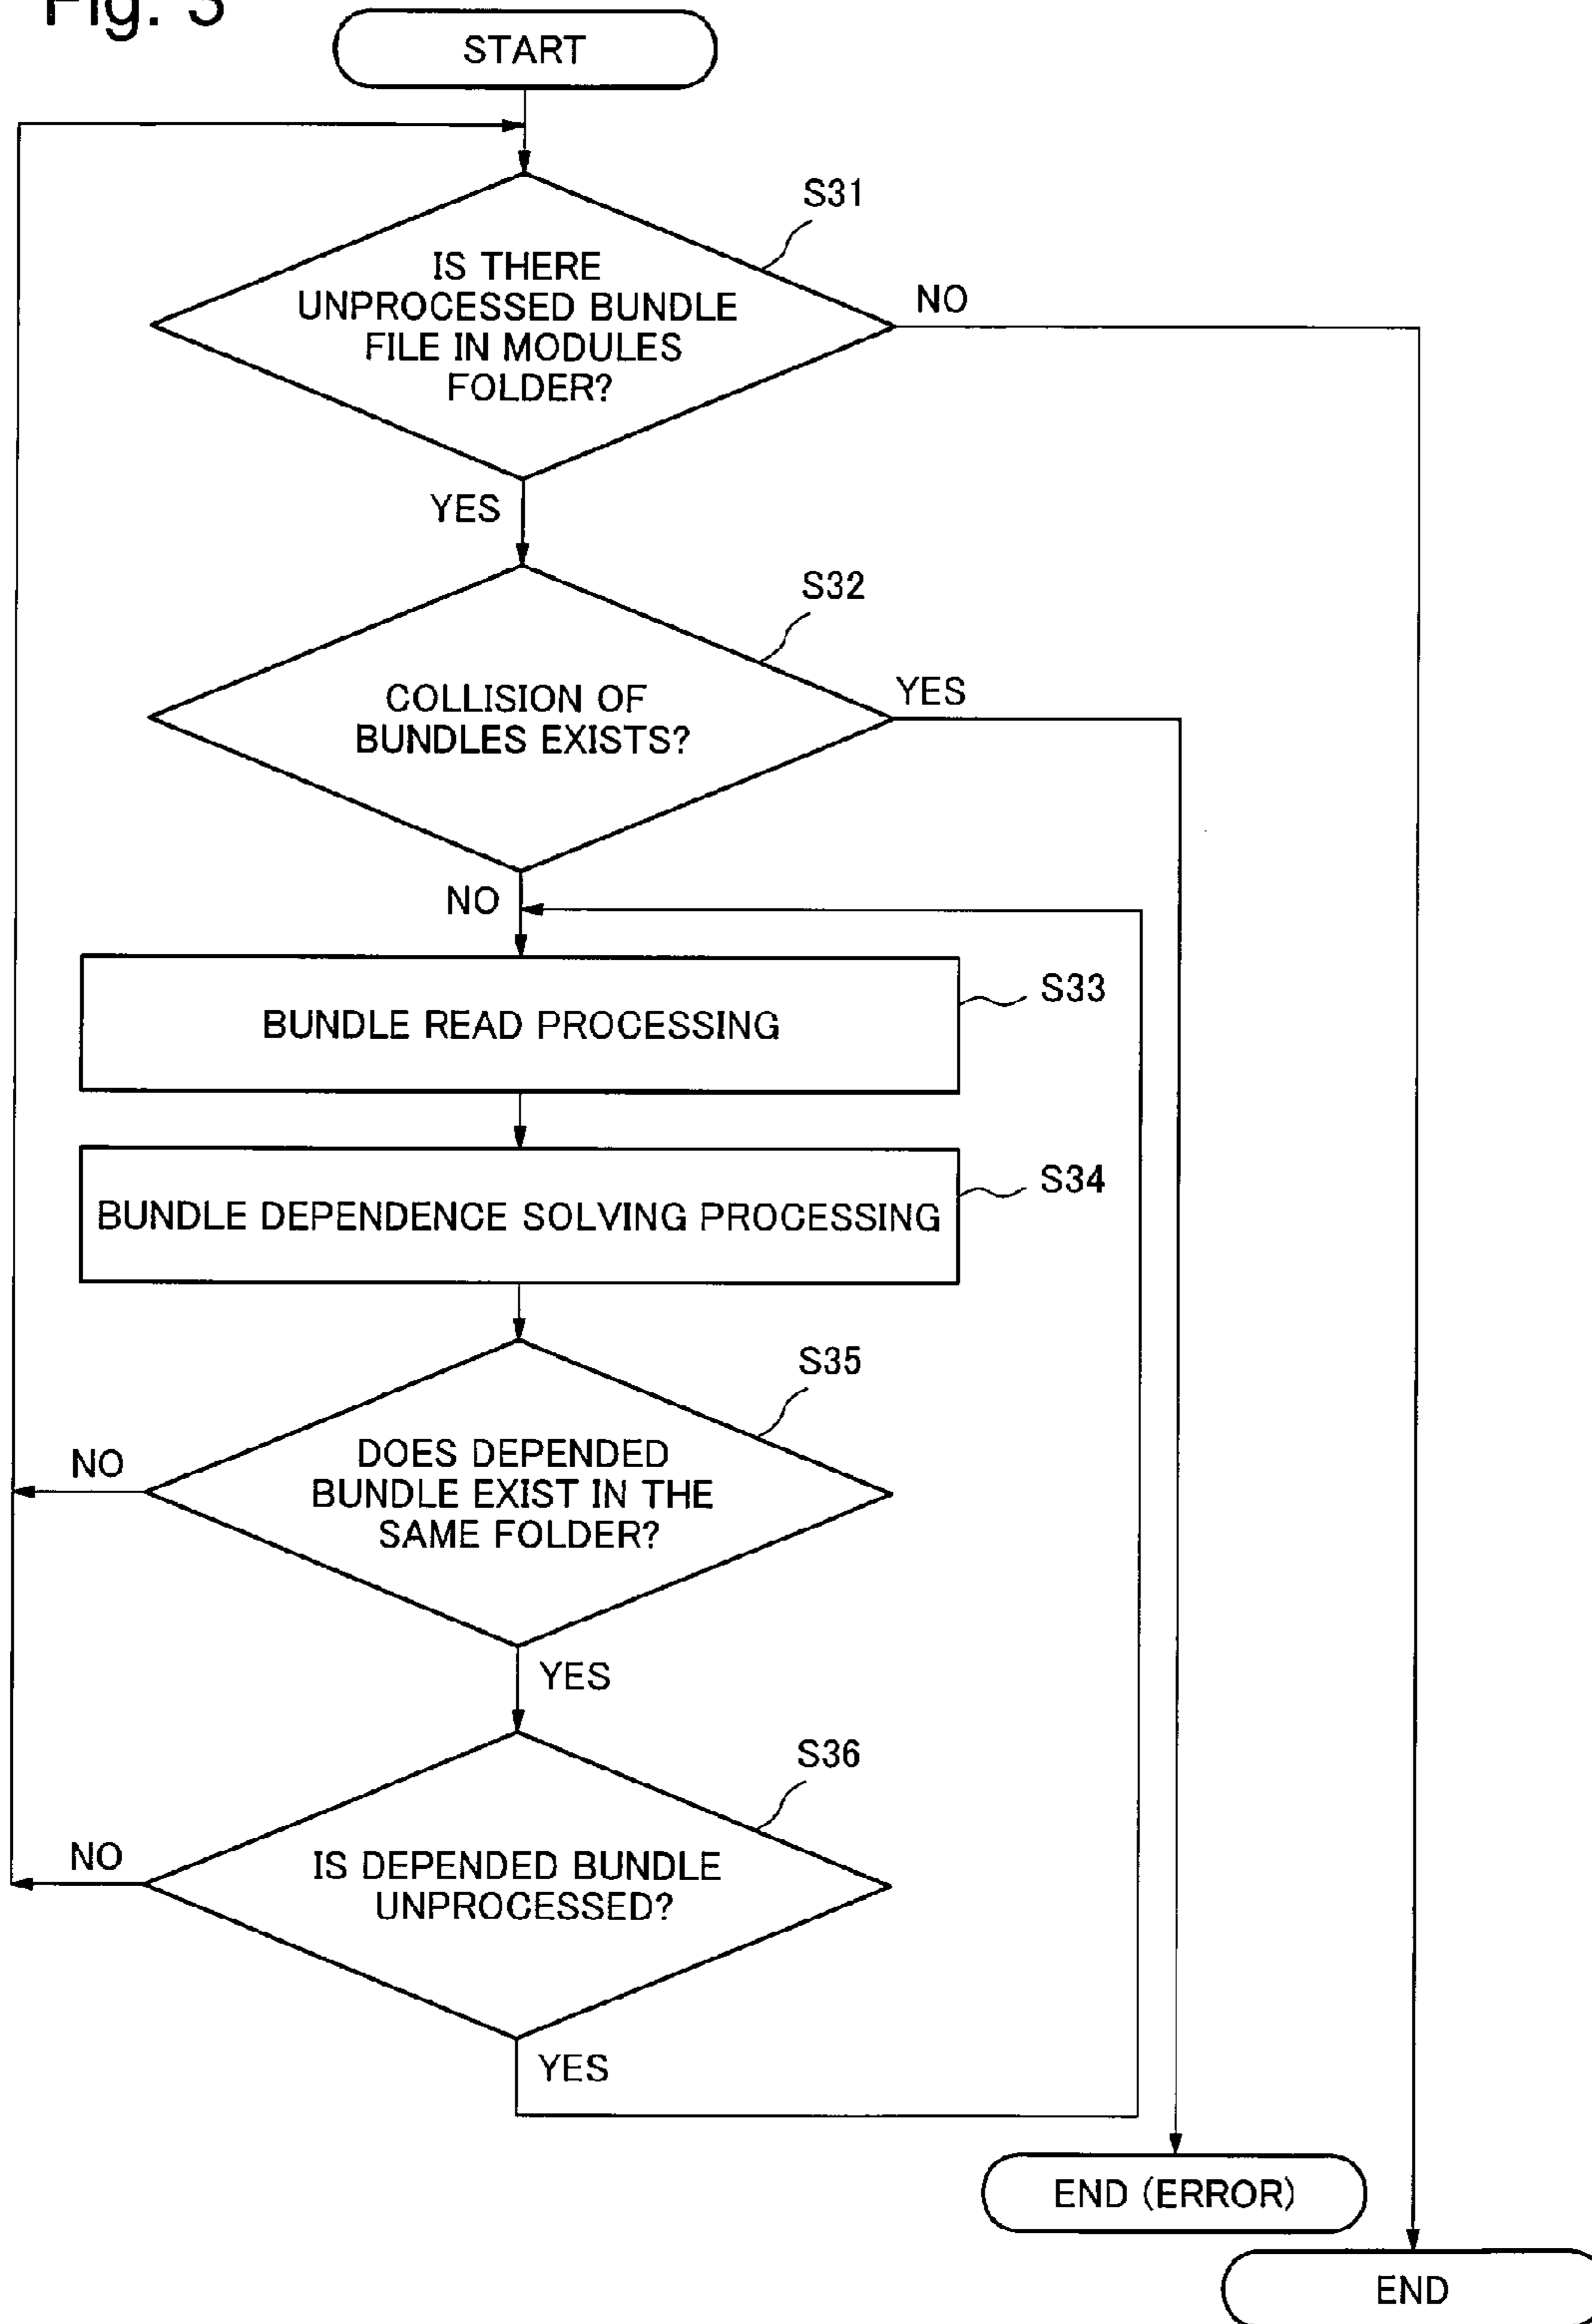 Fig. 3
START
S31
IS THERE
UNPROCESSED BUNDLE
FILE IN MODULES
FOLDER?
NO
YES
S32
COLLISION OF
BUNDLES EXISTS?
YES
NO
BUNDLE READ PROCESSING
S33
BUNDLE DEPENDENCE SOLVING PROCESSING
S34
S35
DOES DEPENDED
BUNDLE EXIST IN THE
SAME FOLDER?
NO
YES
S36
IS DEPENDED BUNDLE
UNPROCESSED?
NO
YES
END (ERROR)
END